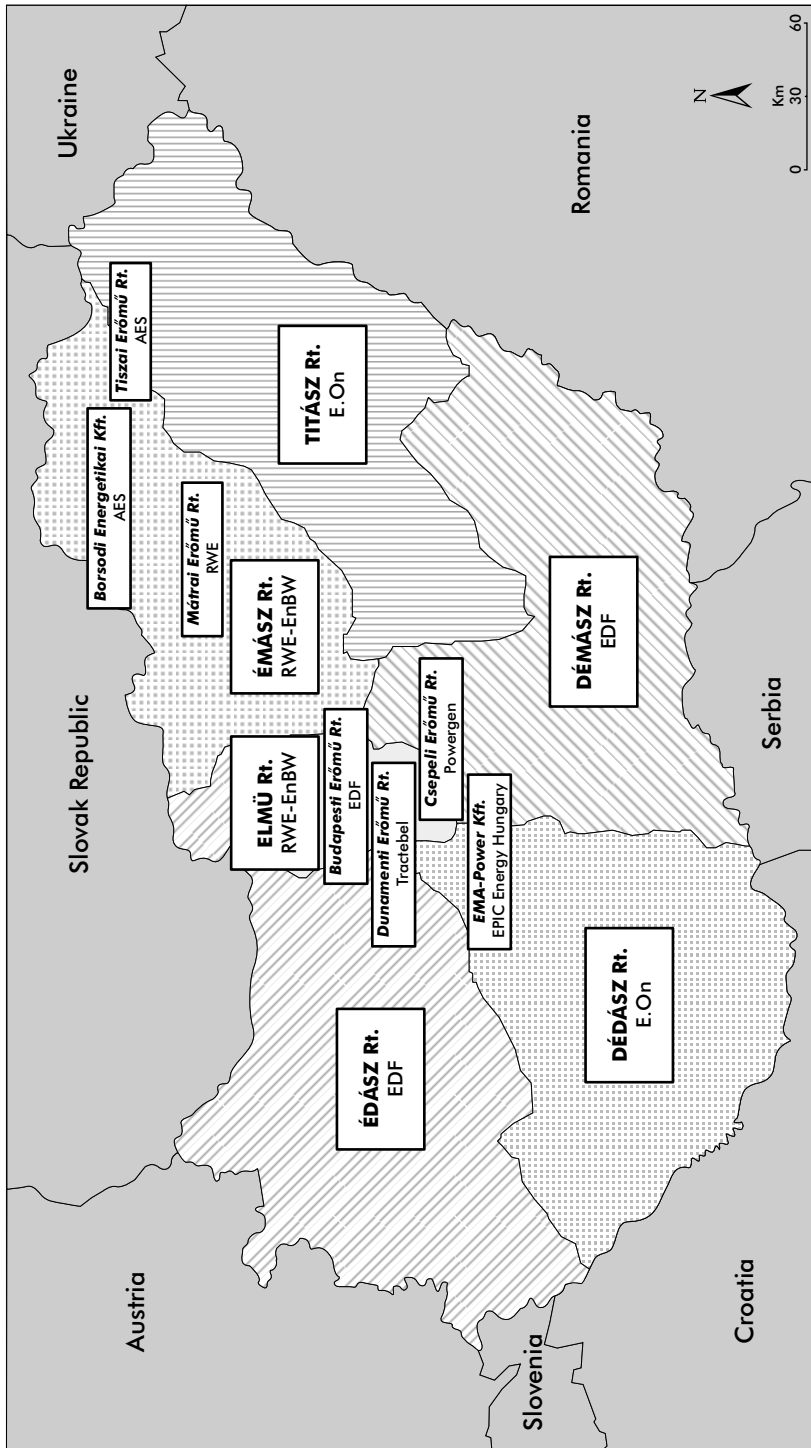 Ukraine
Slovak Republic
Austria
Tiszai Erőmű Rt.
AES
Borsodi Energetikai Kft.
AES
Mátrai Erőmű Rt.
RWE
ÉMÁSZ Rt.
RWE-EnBW
ELMÜ Rt.
RWE-EnBW
TITÁSZ Rt.
E.On
Budapesti Erőmű Rt.
EDF
ÉDÁSZ Rt.
EDF
Dunamenti Erőmű Rt.
Tractebel
Csepeli Erőmű Rt.
Powergen
EMA-Power Kft.
EPIC Energy Hungary
DÉMÁSZ Rt.
EDF
DÉDÁSZ Rt.
E.On
Romania
Slovenia
Croatia
Serbia
N
Km
0 30 60